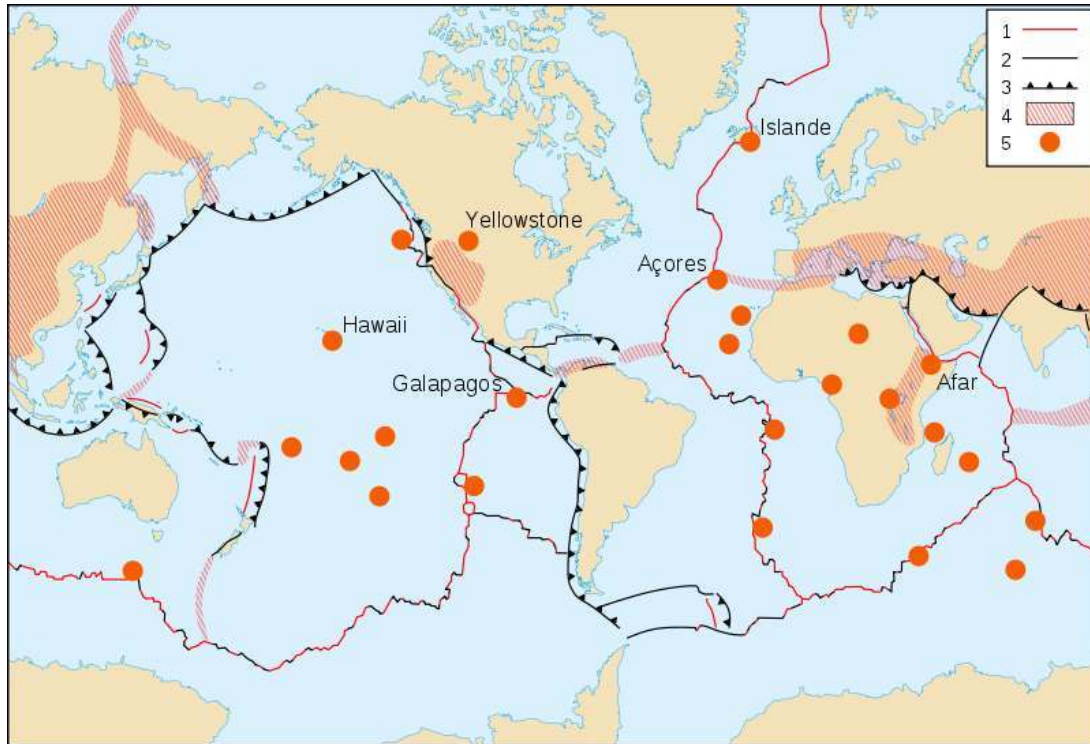 1
2
3
4
5
Islande
Yellowstone
Açores
Hawaii
Galapagos
Afar